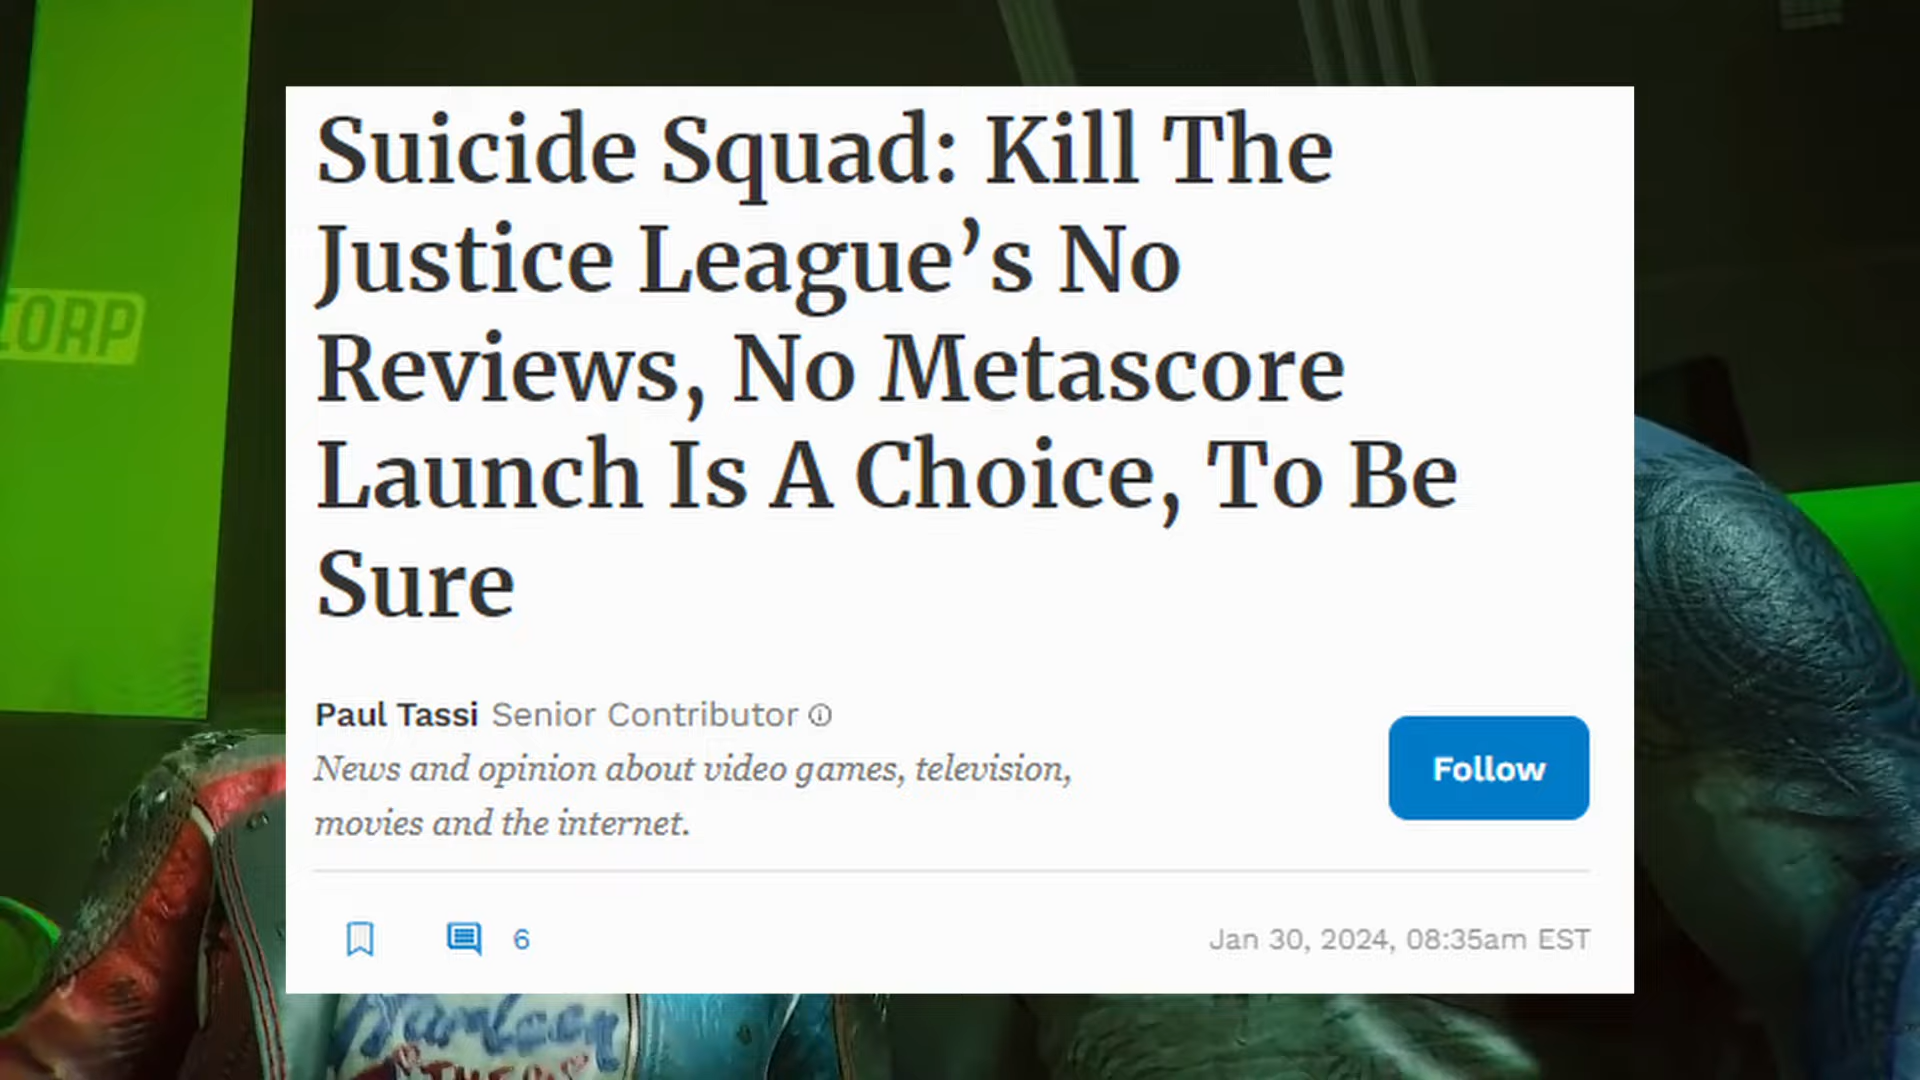 Suicide Squad: Kill The
Justice League’s No
Reviews, No Metascore
Launch Is A Choice, To Be
Sure
Paul Tassi Senior Contributor
News and opinion about video games, television,
movies and the internet.
Follow
6
Jan 30, 2024, 08:35am EST